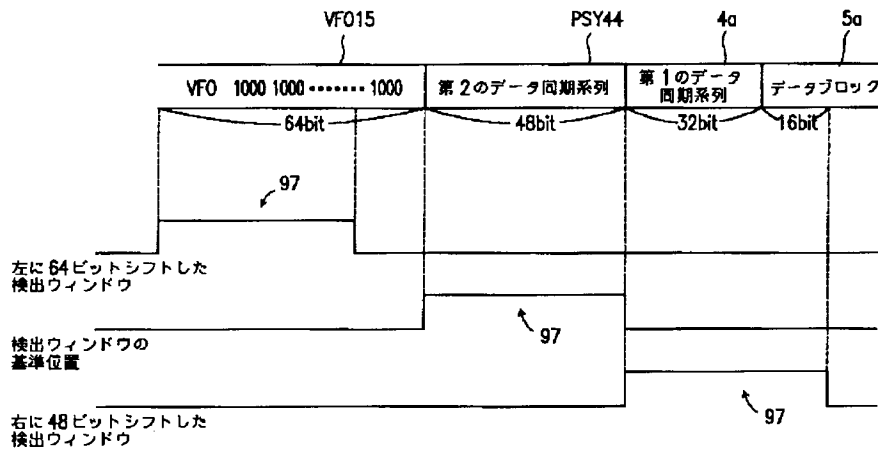 VFO15
PSY44
4a
5a
VFO 1000 1000 ‥‥‥‥ 1000
第2のデータ同期系列
第1のデータ
同期系列
データブロック
64bit
48bit
32bit
16bit
97
左に64ビットシフトした
検出ウィンドウ
97
検出ウィンドウの
基準位置
97
右に48ビットシフトした
検出ウィンドウ